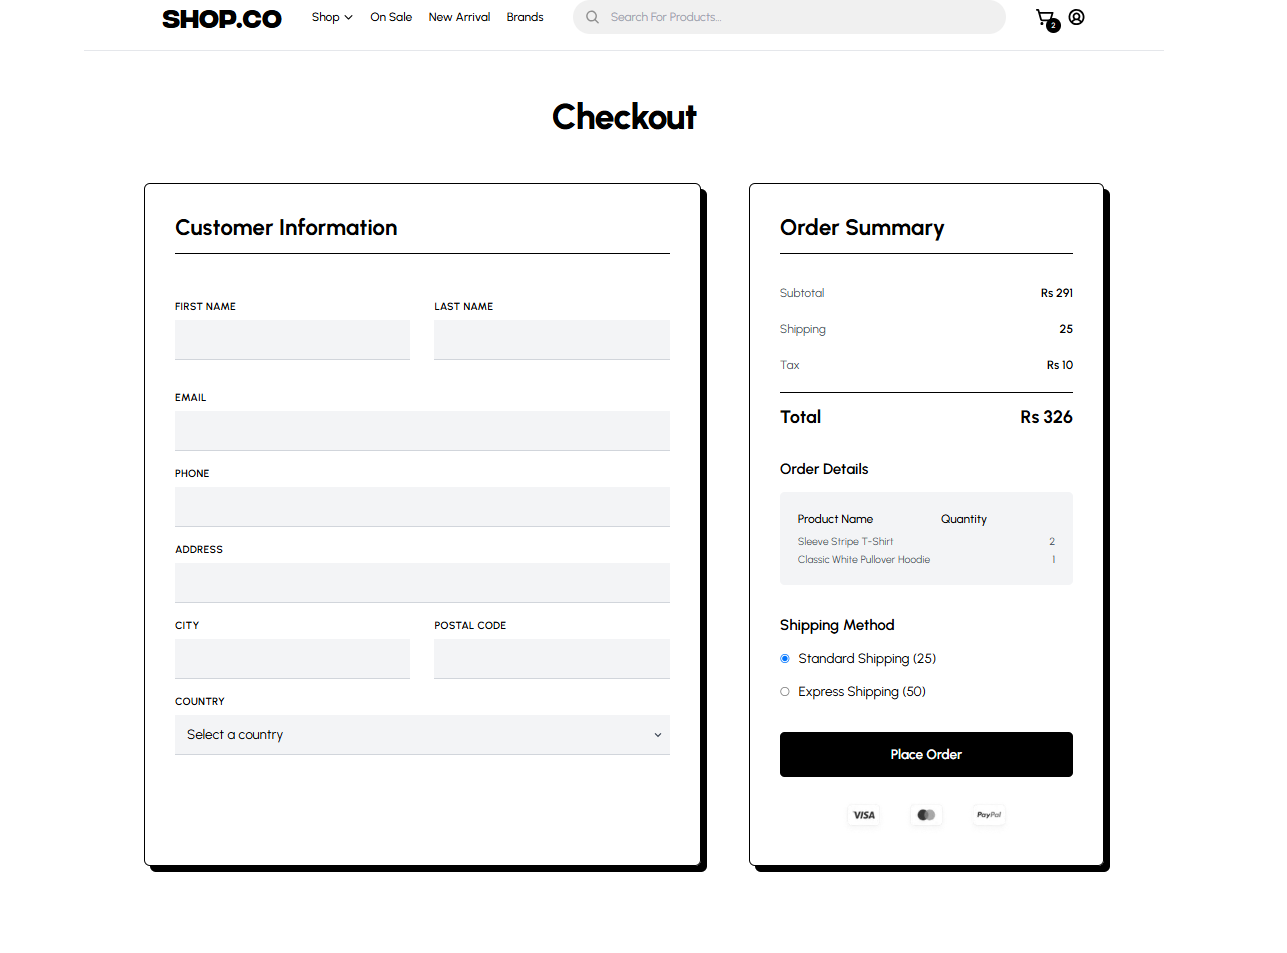 SHOP.CO Shop On Sale New Arrival Brands Search For Products... 2
Checkout
Customer Information
FIRST NAME LAST NAME
EMAIL
PHONE
ADDRESS
CITY POSTAL CODE
COUNTRY
Select a country
Order Summary
Subtotal Rs 291
Shipping 25
Tax Rs 10
Total Rs 326
Order Details
Product Name Quantity
Sleeve Stripe T-Shirt 2
Classic White Pullover Hoodie 1
Shipping Method
Standard Shipping (25)
Express Shipping (50)
Place Order
VISA PayPal